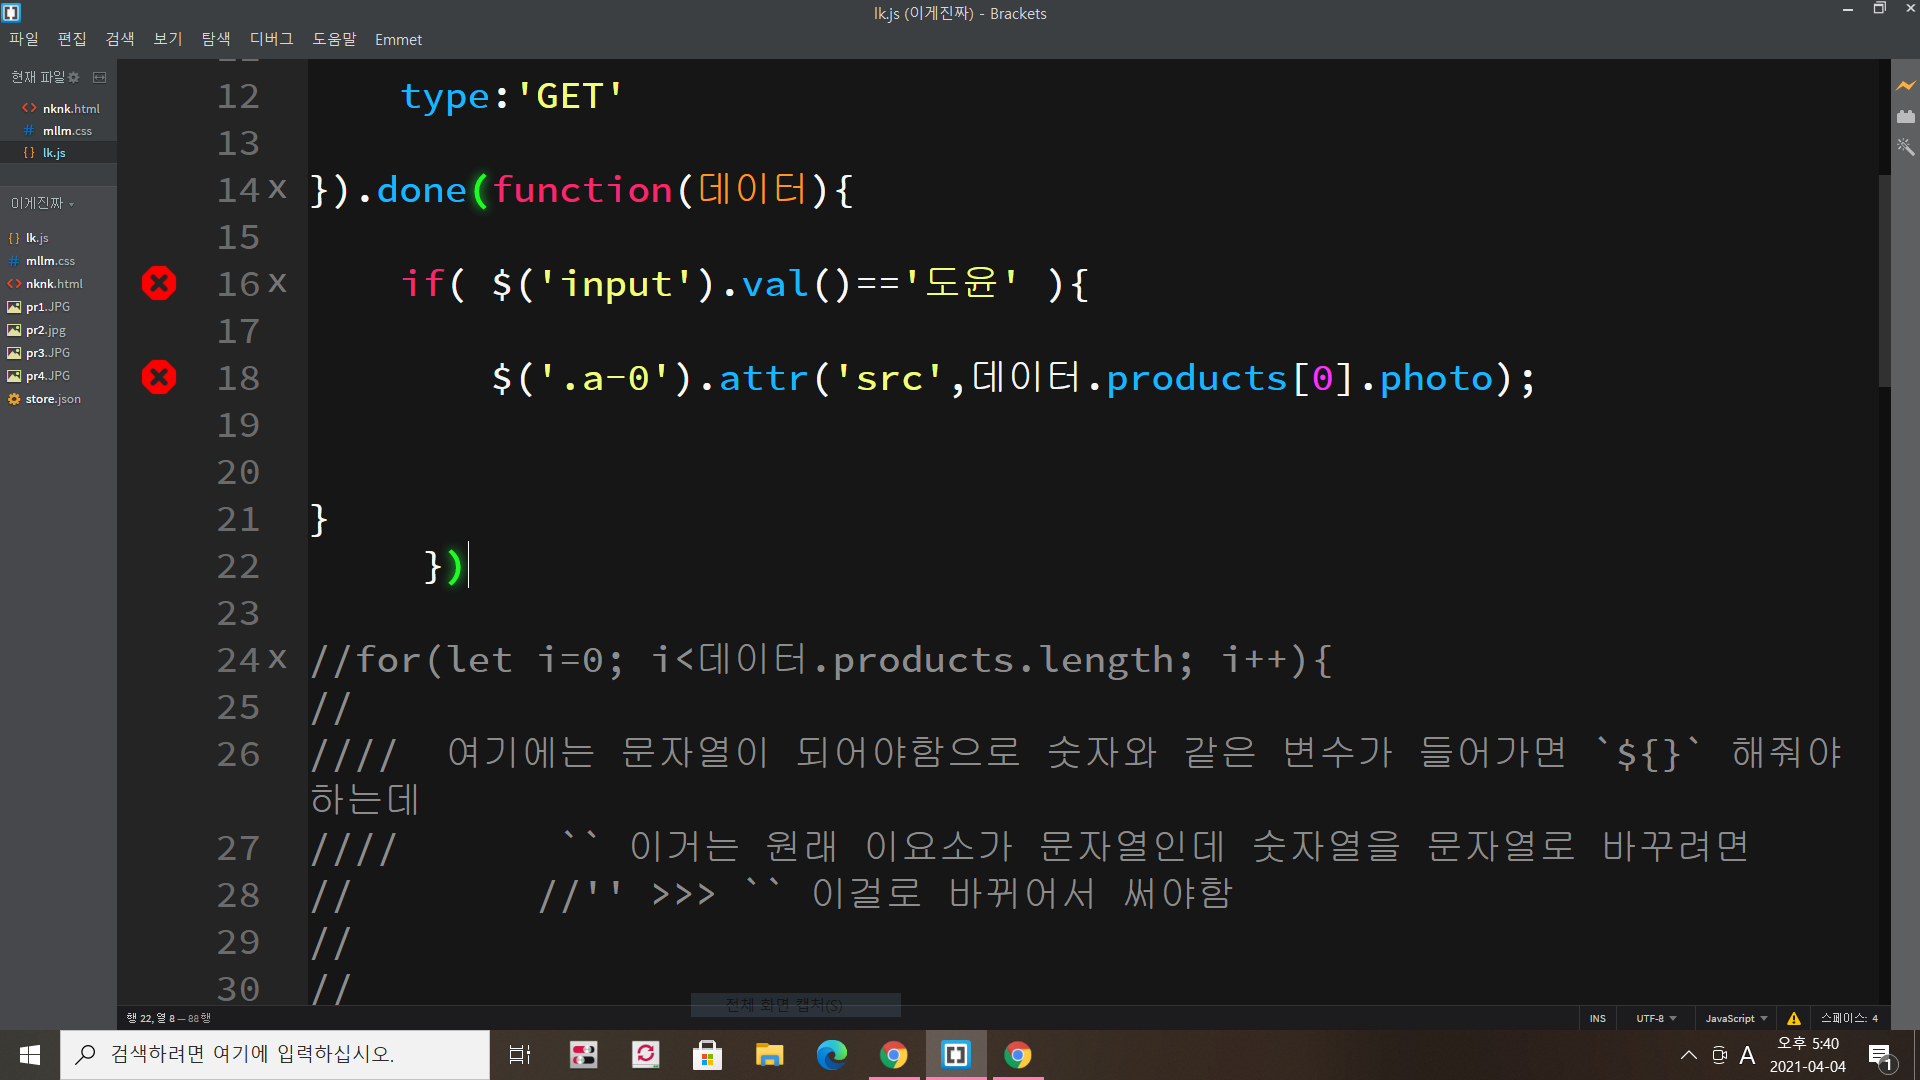 lk.js (이게진짜) - Brackets
파일 편집 검색 보기 탐색 디버그 도움말 Emmet
현재 파일
nknk.html
mllm.css
lk.js
이게진짜
lk.js
mllm.css
nknk.html
pr1.JPG
pr2.jpg
pr3.JPG
pr4.JPG
store.json
12 type:'GET'
13
14 x }).done(function(데이터){
15
16 x if( $('input').val()=='도윤' ){
17
18 $('.a-0').attr('src',데이터.products[0].photo);
19
20
21 }
22 })
23
24 x //for(let i=0; i<데이터.products.length; i++){
25 //
26 //// 여기에는 문자열이 되어야함으로 숫자와 같은 변수가 들어가면 `${}` 해줘야
하는데
27 //// `` 이거는 원래 이요소가 문자열인데 숫자열을 문자열로 바꾸려면
28 // //'' >>> `` 이걸로 바뀌어서 써야함
29 //
30 //
전체 화면 캡처(S)
행 22, 열 8 — 88 행
INS UTF-8 JavaScript 스페이스: 4
검색하려면 여기에 입력하십시오.
A
오후 5:40
2021-04-04
1